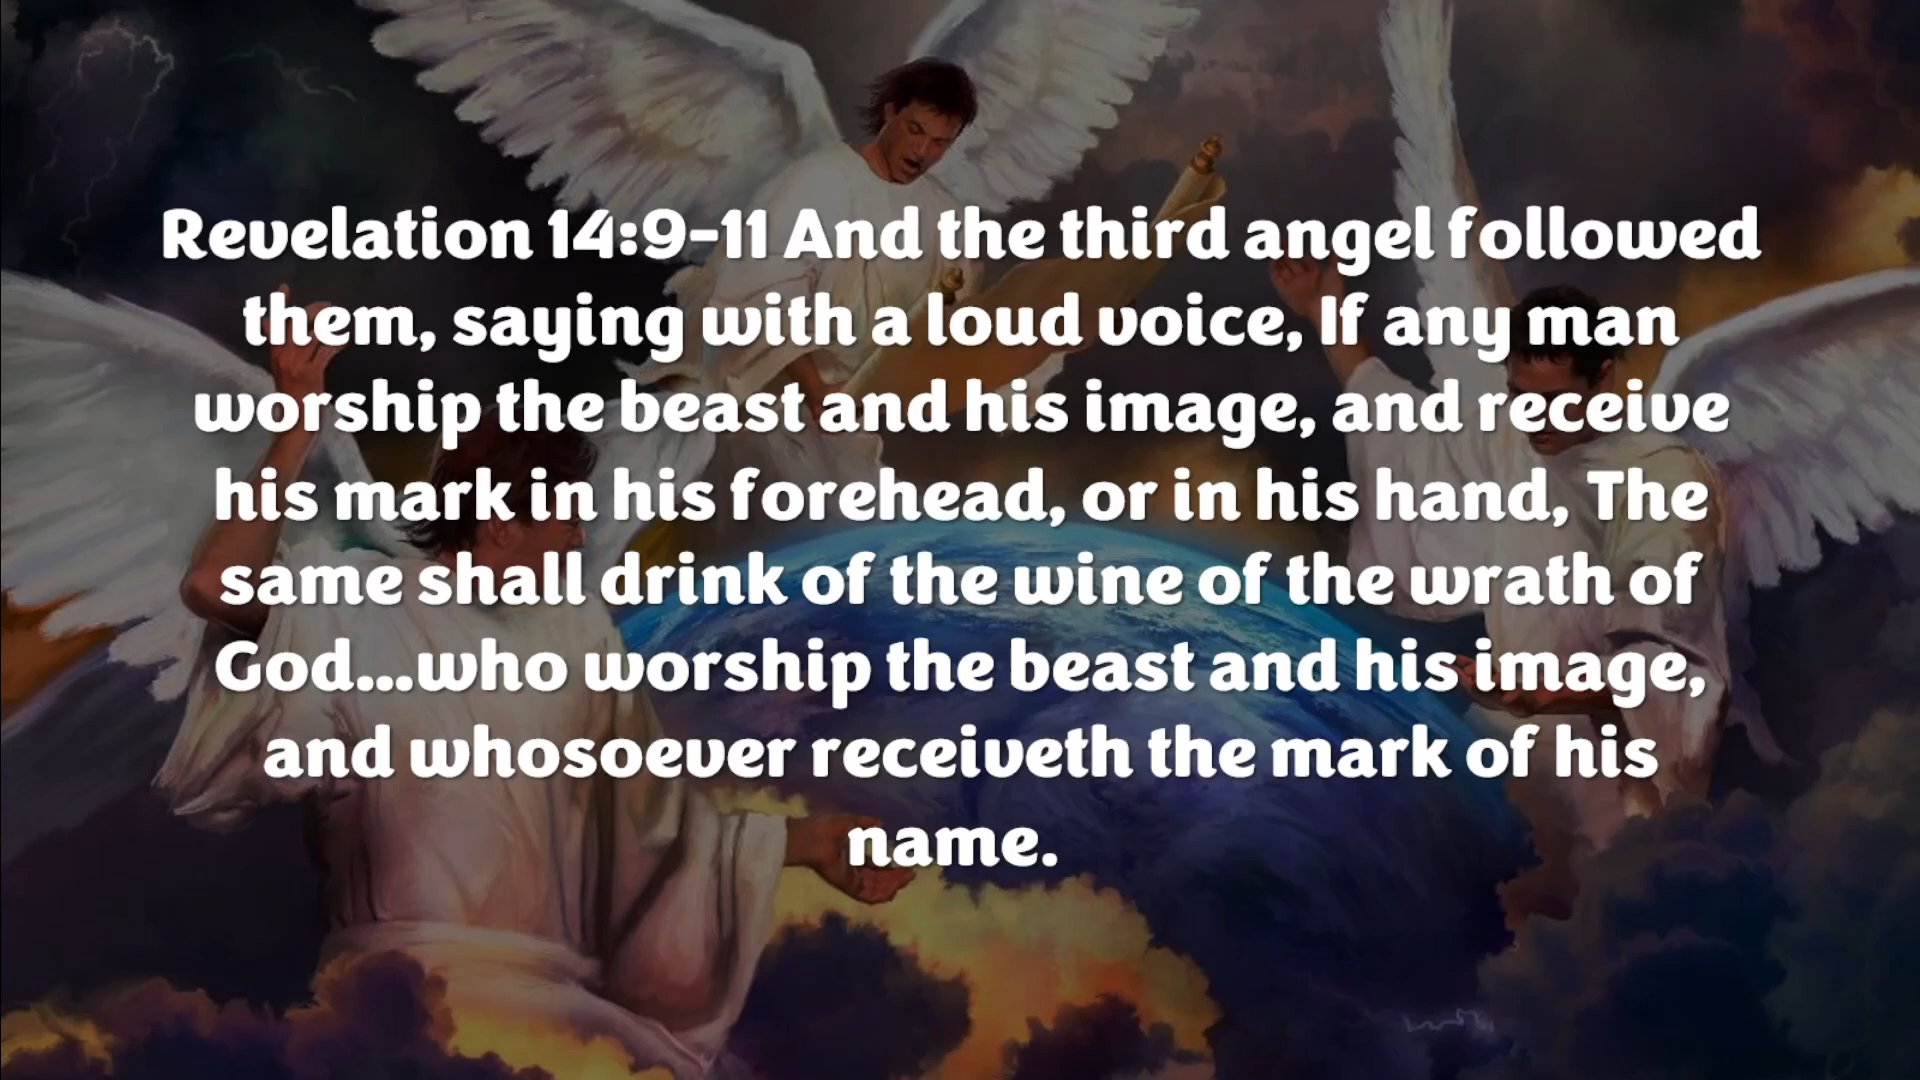 Revelation 14:9-11 And the third angel followed
them, saying with a loud voice, If any man
worship the beast and his image, and receive
his mark in his forehead, or in his hand, The
same shall drink of the wine of the wrath of
God...who worship the beast and his image,
and whosoever receiveth the mark of his
name.